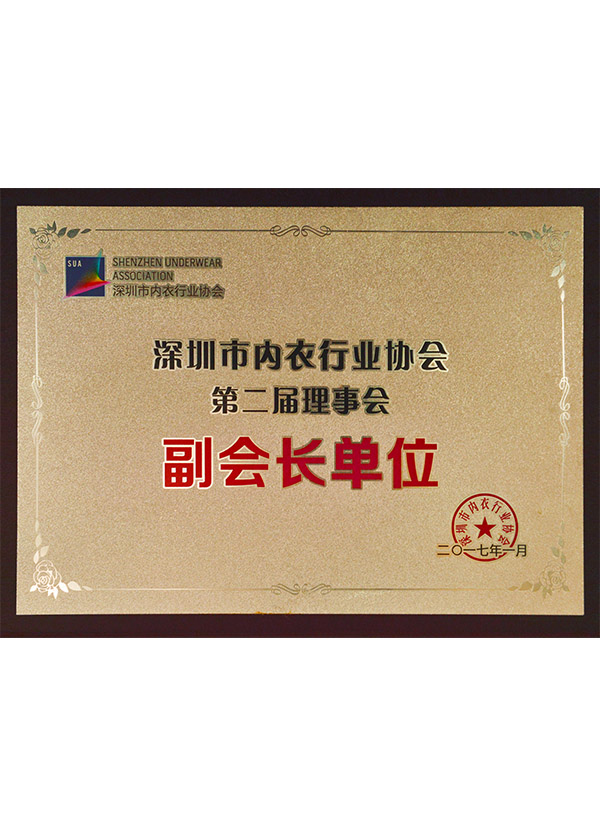 SUA
SHENZHEN UNDERWEAR
ASSOCIATION
深圳市内衣行业协会
深圳市内衣行业协会
第二届理事会
副会长单位
深圳市内衣行业协会
二〇一七年一月